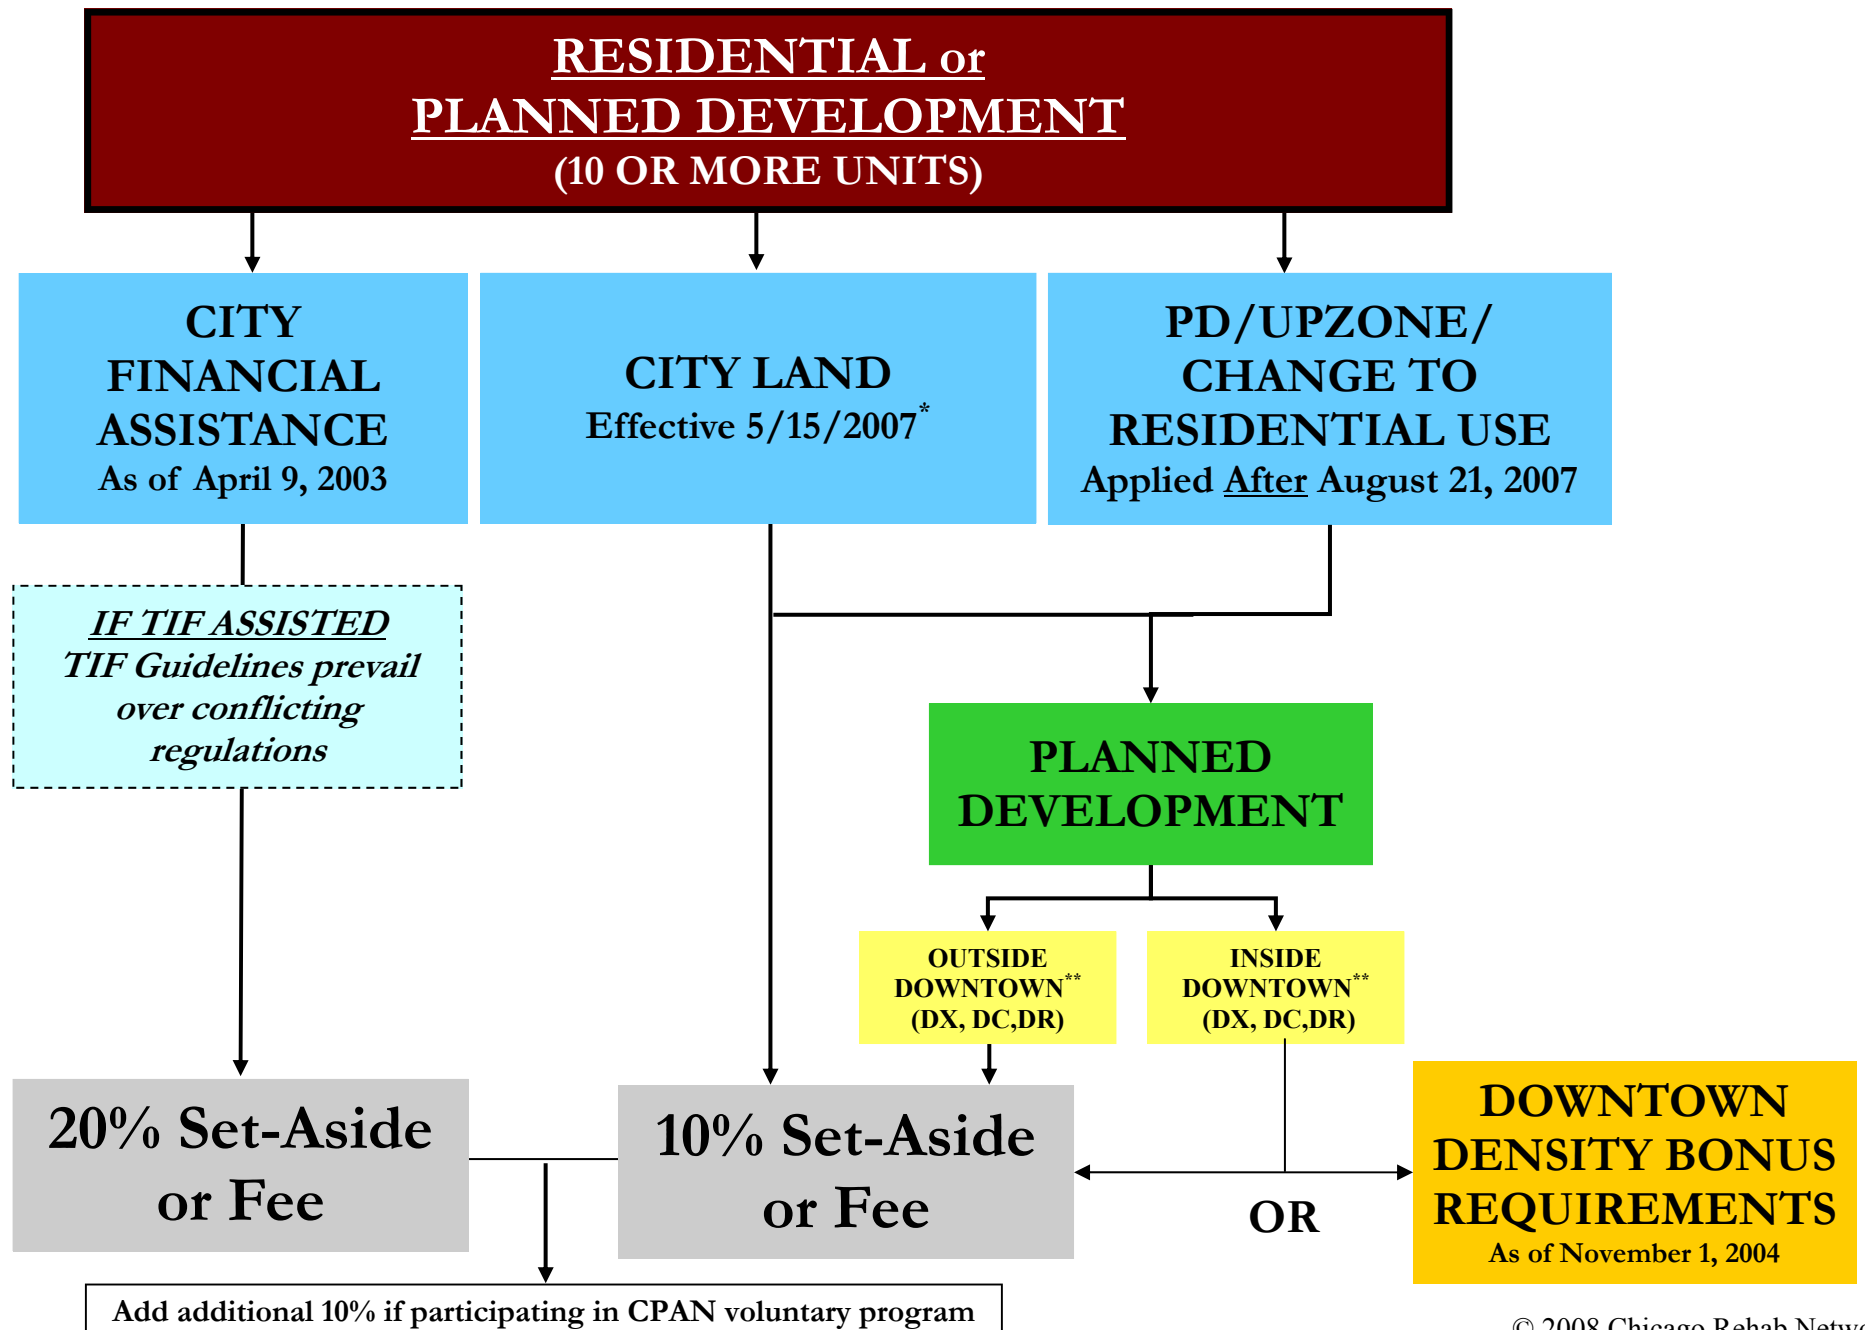 RESIDENTIAL or
PLANNED DEVELOPMENT
(10 OR MORE UNITS)
CITY
FINANCIAL
ASSISTANCE
As of April 9, 2003
CITY LAND
Effective 5/15/2007*
PD/UPZONE/
CHANGE TO
RESIDENTIAL USE
Applied After August 21, 2007
IF TIF ASSISTED
TIF Guidelines prevail
over conflicting
regulations
PLANNED
DEVELOPMENT
OUTSIDE
DOWNTOWN**
(DX, DC,DR)
INSIDE
DOWNTOWN**
(DX, DC,DR)
20% Set-Aside
or Fee
10% Set-Aside
or Fee
OR
DOWNTOWN
DENSITY BONUS
REQUIREMENTS
As of November 1, 2004
Add additional 10% if participating in CPAN voluntary program
© 2008 Chicago Rehab